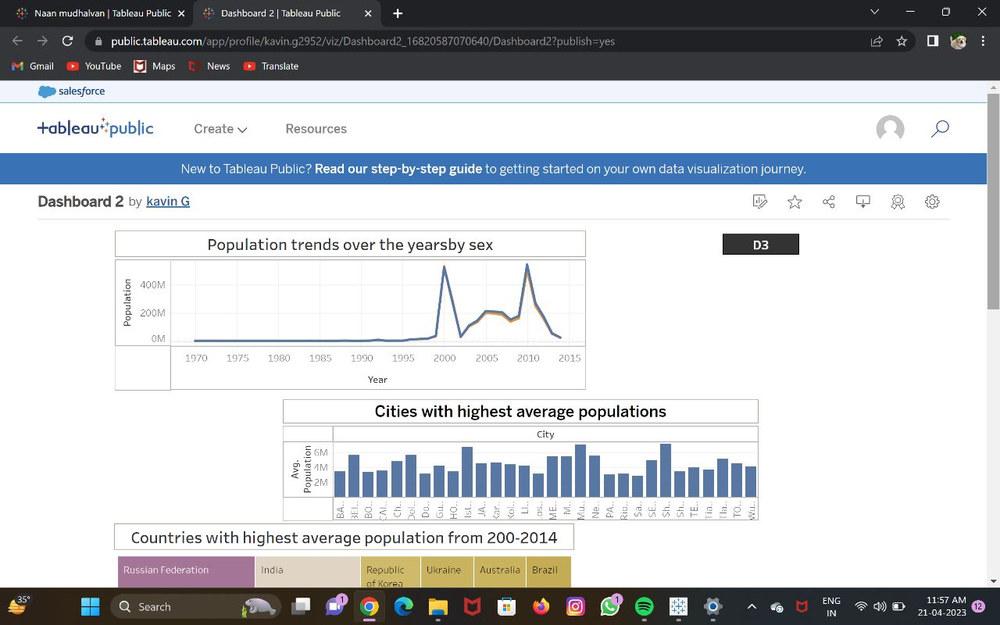 Naan mudhalvan | Tableau Public
Dashboard 2 | Tableau Public
public.tableau.com/app/profile/kavin.g2952/viz/Dashboard2_16820587070640/Dashboard2?publish=yes
Gmail YouTube Maps News Translate
salesforce
+ableau+public
Create Resources
New to Tableau Public? Read our step-by-step guide to getting started on your own data visualization journey.
Dashboard 2 by kavin G
Population trends over the yearsby sex
D3
Population
400M
200M
0M
1970 1975 1980 1985 1990 1995 2000 2005 2010 2015
Year
Cities with highest average populations
City
Avg. Population
6M
4M
2M
BA.. BEI.. BO.. CAI.. Ch.. Del.. Do.. Gu.. HO.. Ist.. JA.. Kar.. Kol.. LI.. os.. ME.. M.. Mu.. Ne.. PA.. Rio.. Sa.. SE.. Sh.. Sh.. TE.. Tia.. Tla.. TO.. Wu..
Countries with highest average population from 200-2014
Russian Federation
India
Republic of Korea
Ukraine
Australia
Brazil
35°
Search
1
1
ENG
IN
11:57 AM
21-04-2023
12